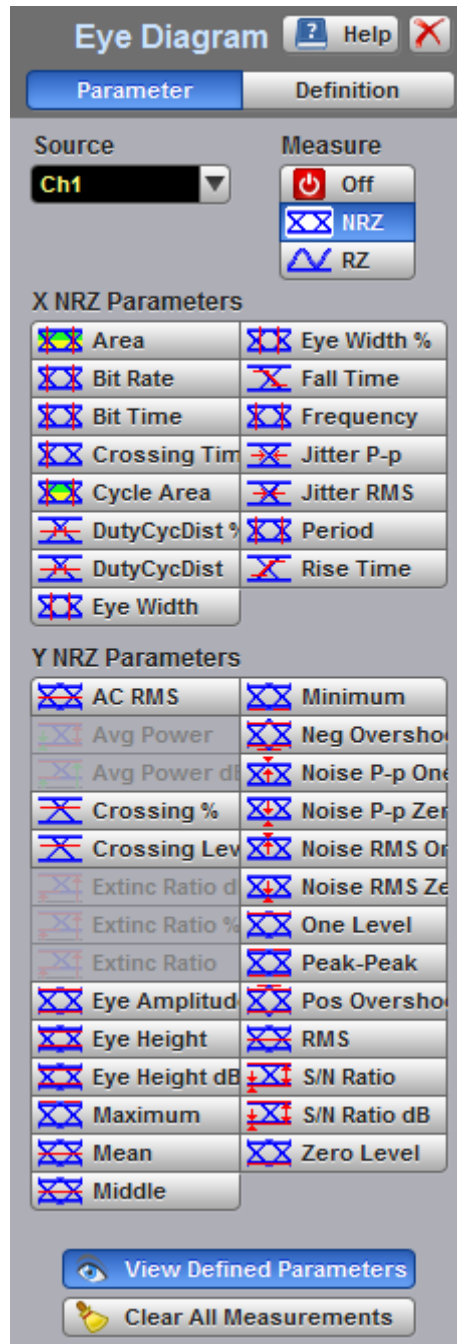 Eye Diagram ? Help
Parameter Definition
Source Measure
Ch1 Off
NRZ
RZ
X NRZ Parameters
Area Eye Width %
Bit Rate Fall Time
Bit Time Frequency
Crossing Tim Jitter P-p
Cycle Area Jitter RMS
DutyCycDist % Period
DutyCycDist Rise Time
Eye Width
Y NRZ Parameters
AC RMS Minimum
Avg Power Neg Oversho
Avg Power dB Noise P-p One
Crossing % Noise P-p Zer
Crossing Lev Noise RMS On
Extinc Ratio d Noise RMS Ze
Extinc Ratio % One Level
Extinc Ratio Peak-Peak
Eye Amplitud Pos Oversho
Eye Height RMS
Eye Height dB S/N Ratio
Maximum S/N Ratio dB
Mean Zero Level
Middle
View Defined Parameters
Clear All Measurements